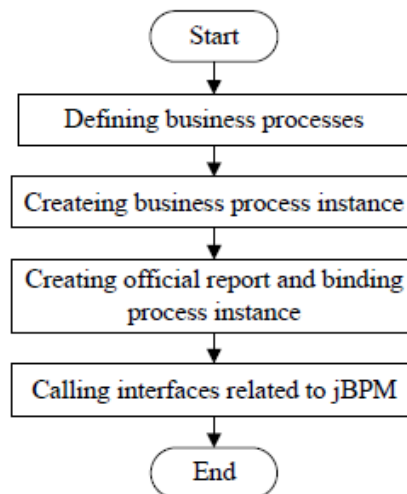 Start
Defining business processes
Createing business process instance
Creating official report and binding
process instance
Calling interfaces related to jBPM
End